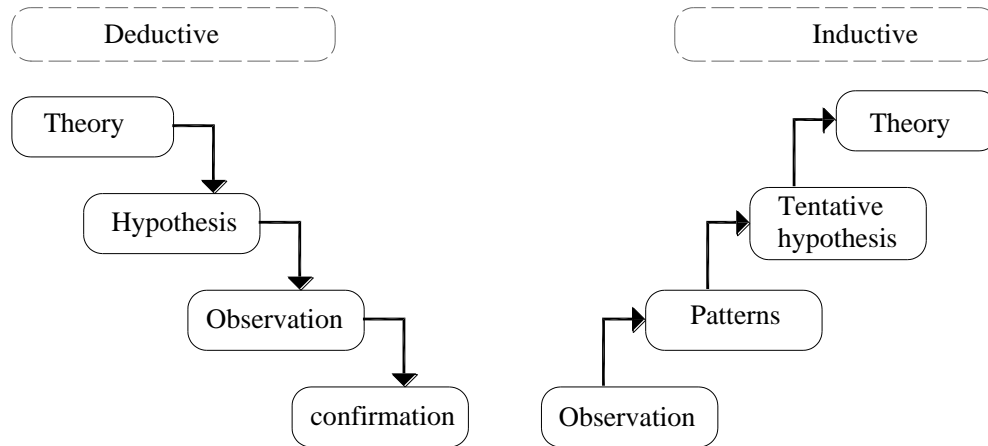 Deductive
Inductive
Theory
Theory
Hypothesis
Tentative
hypothesis
Observation
Patterns
confirmation
Observation